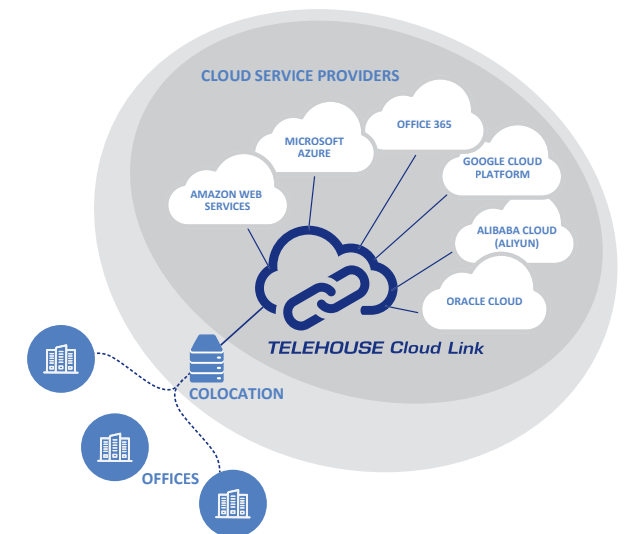 CLOUD SERVICE PROVIDERS
OFFICE 365
MICROSOFT
AZURE
GOOGLE CLOUD
PLATFORM
AMAZON WEB
SERVICES
ALIBABA CLOUD
(ALIYUN)
ORACLE CLOUD
TELEHOUSE Cloud Link
COLOCATION
OFFICES